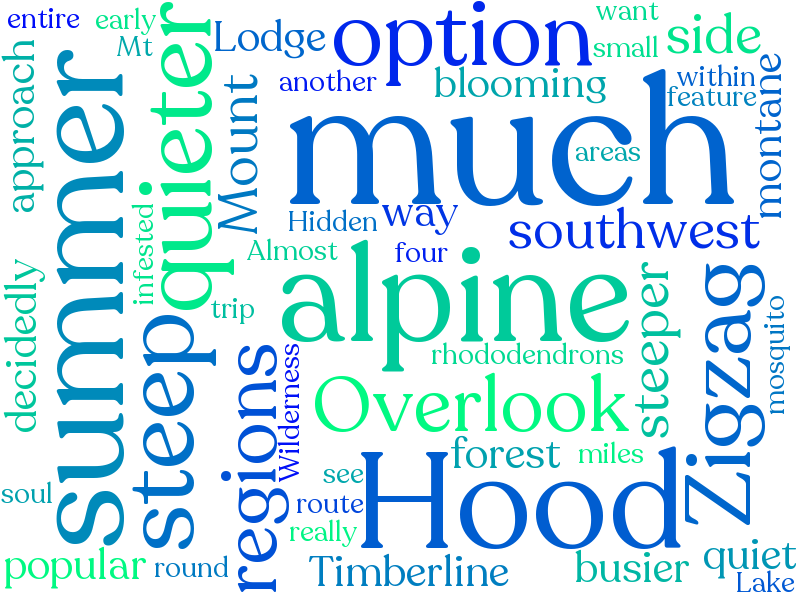 entire
early
Mt
Lodge
option
want
small
side
another
blooming
within
feature
approach
summer
quieter
Mount
much
areas
montane
Hidden
way
southwest
infested
Almost
four
alpine
decidedly
trip
steep
regions
Wilderness
rhododendrons
steeper
Zigzag
mosquito
Overlook
forest
miles
see
soul
route
really
Hood
popular
round
Timberline
busier
quiet
Lake